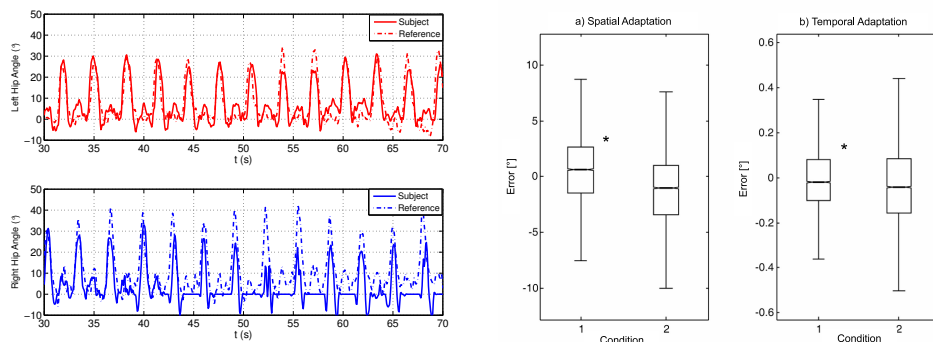 50
40
30
20
10
0
−10
Left Hip Angle (°)
Subject
Reference
30 35 40 45 50 55 60 65 70
t (s)
50
40
30
20
10
0
−10
Right Hip Angle (°)
Subject
Reference
30 35 40 45 50 55 60 65 70
t (s)
a) Spatial Adaptation
10
5
0
-5
-10
Error [°]
*
1 2
Condition
b) Temporal Adaptation
0.6
0.4
0.2
0
-0.2
-0.4
-0.6
Error [°]
*
1 2
Condition